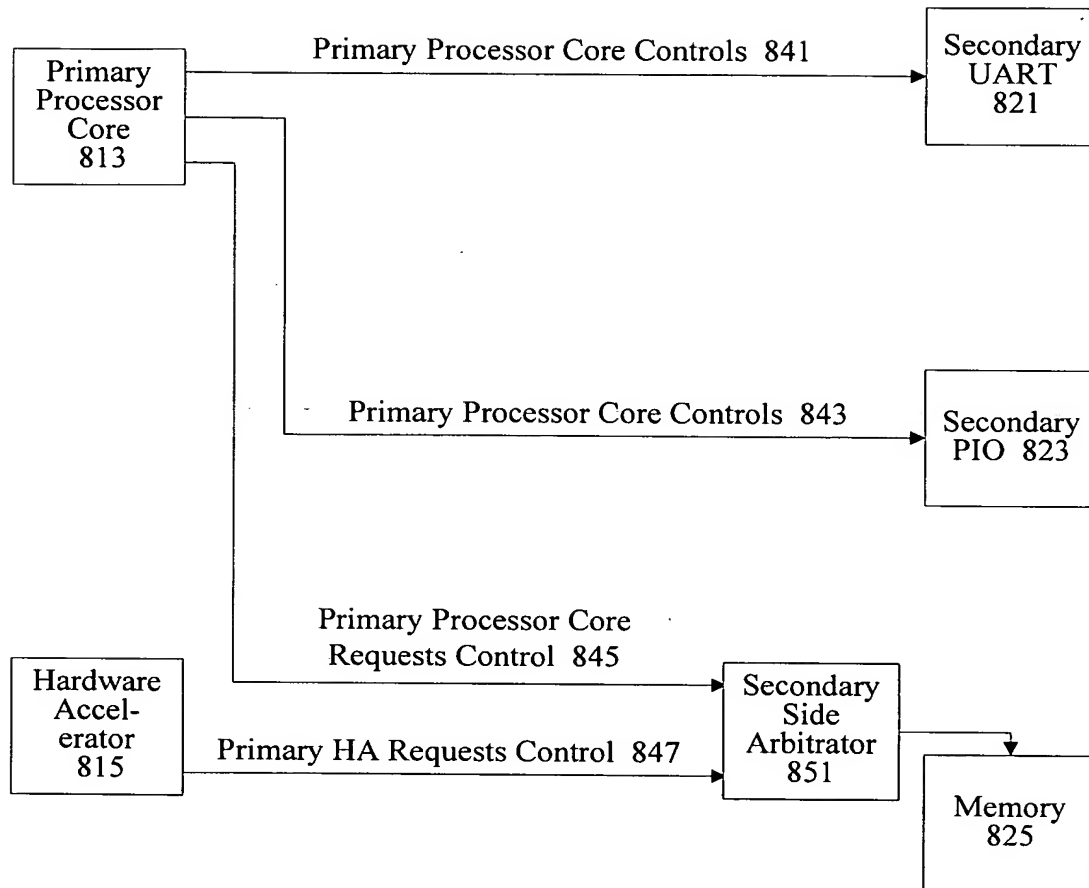 Primary
Processor
Core
813
Primary Processor Core Controls 841
Secondary
UART
821
Primary Processor Core Controls 843
Secondary
PIO 823
Primary Processor Core
Requests Control 845
Hardware
Accel-
erator
815
Primary HA Requests Control 847
Secondary
Side
Arbitrator
851
Memory
825